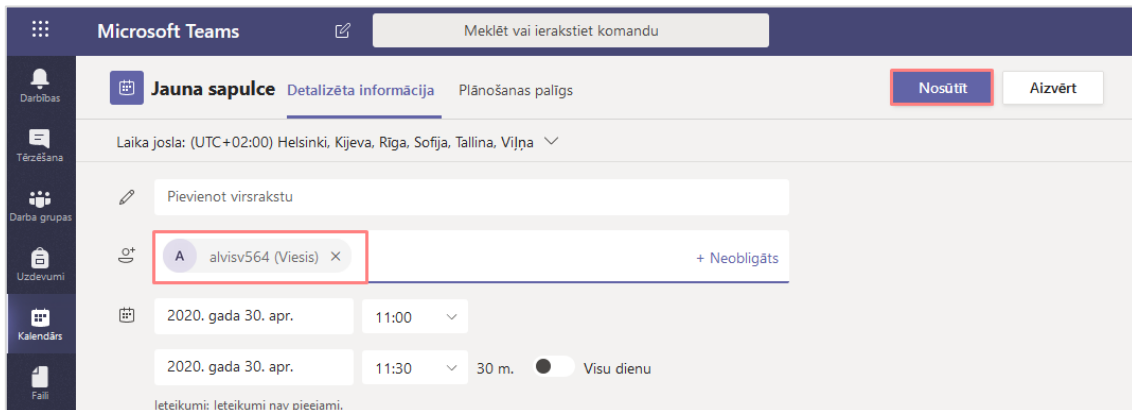 Microsoft Teams
Meklēt vai ierakstiet komandu
Darbības
Tērzēšana
Darba grupas
Uzdevumi
Kalendārs
Faili
Jauna sapulce Detalizēta informācija Plānošanas palīgs Nosūtīt Aizvērt
Laika josla: (UTC+02:00) Helsinki, Kijeva, Rīga, Sofija, Tallina, Viļņa
Pievienot virsrakstu
A alvisv564 (Viesis) × + Neobligāts
2020. gada 30. apr. 11:00
2020. gada 30. apr. 11:30 30 m. Visu dienu
Ieteikumi: Ieteikumi nav pieejami.